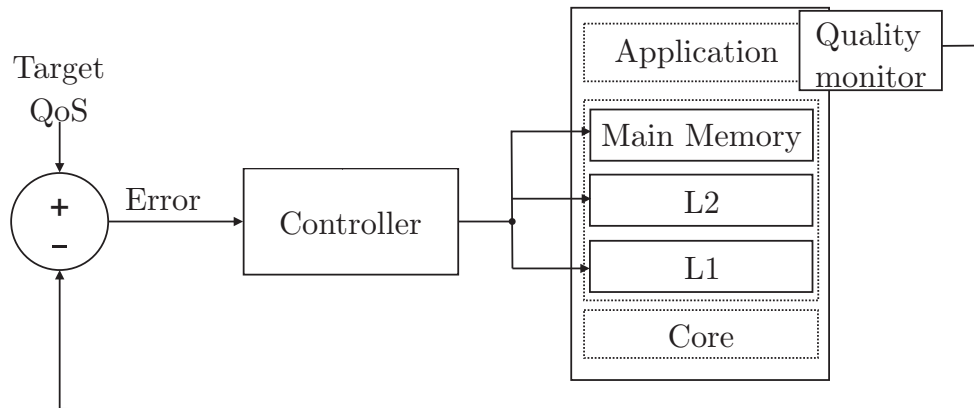 Target
QoS
+
−
Error
Controller
Application
Quality
monitor
Main Memory
L2
L1
Core